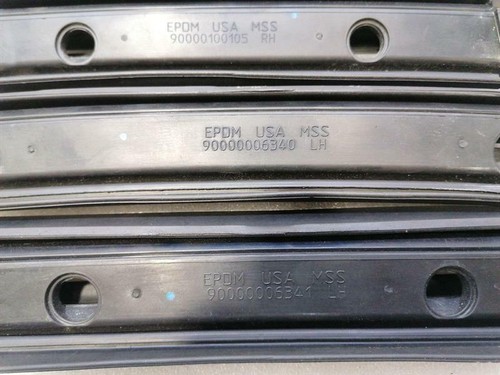 EPDM USA MSS
90000100105 RH
EPDM USA MSS
90000006340 LH
EPDM USA MSS
90000006341 LH